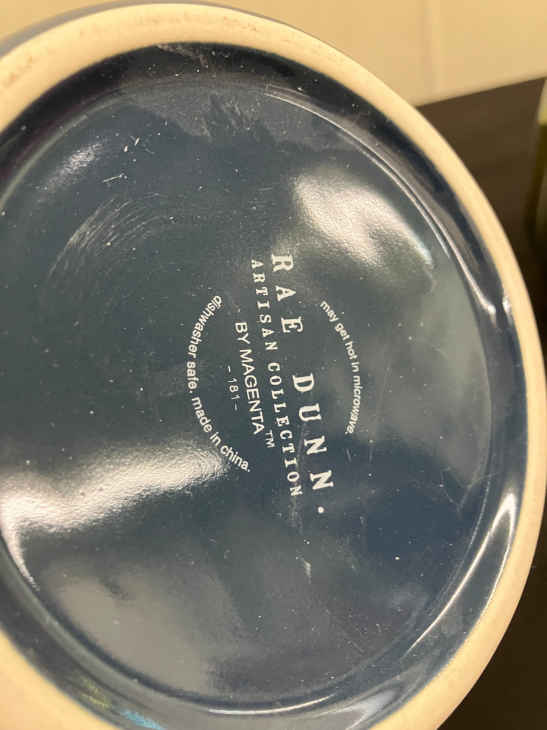 may get hot in microwave.
RAE DUNN.
ARTISAN COLLECTION
BY MAGENTA™
- 181 -
dishwasher safe. made in china.